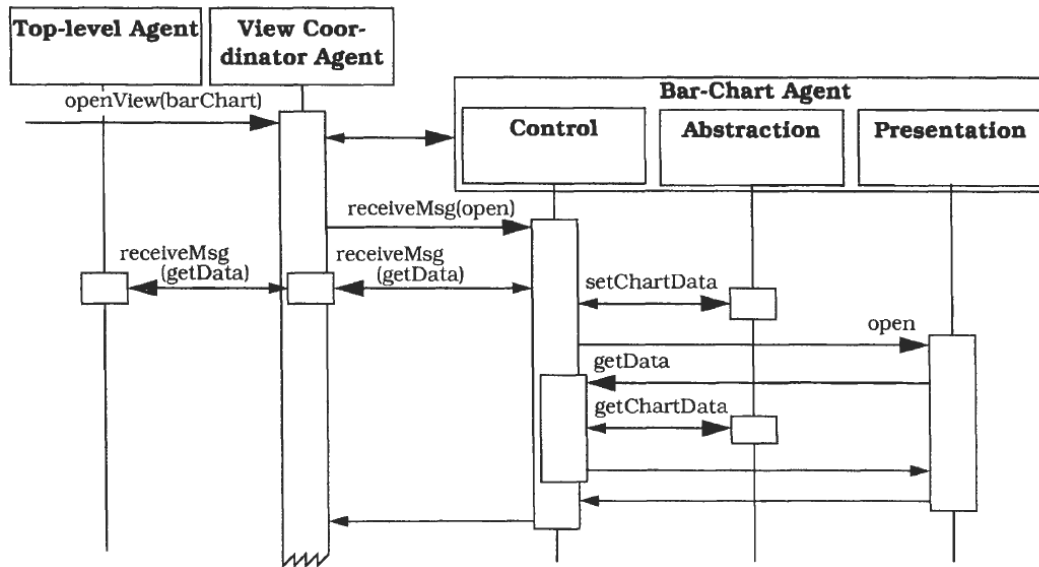 Top-level Agent
View Coor-
dinator Agent
Bar-Chart Agent
Control
Abstraction
Presentation
openView(barChart)
receiveMsg(open)
receiveMsg
(getData)
receiveMsg
(getData)
setChartData
open
getData
getChartData